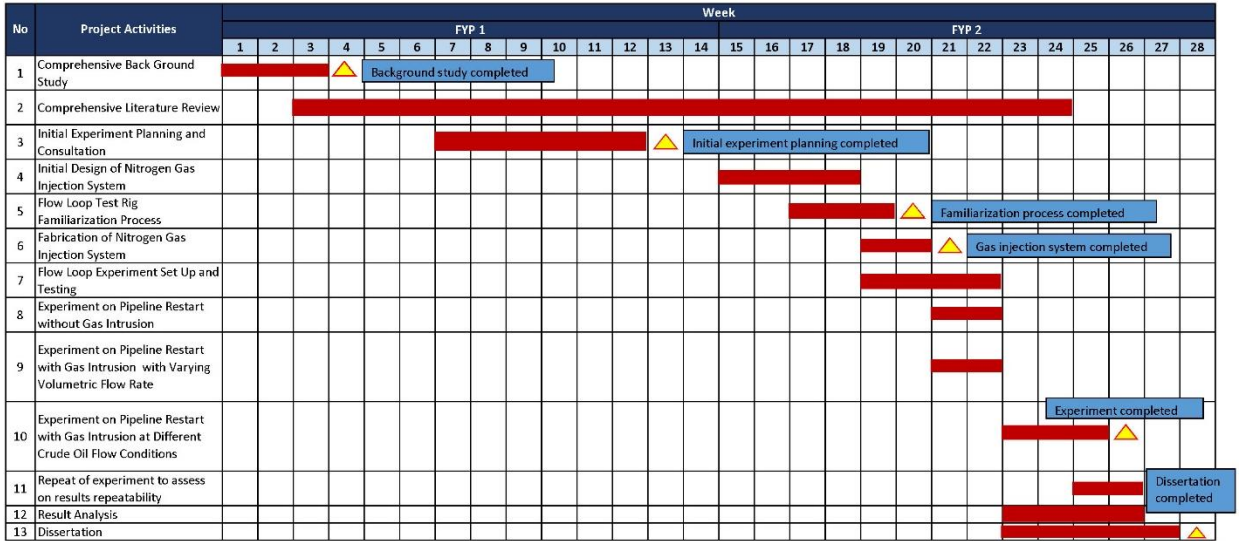 Week
No Project Activities FYP 1 FYP 2
1 2 3 4 5 6 7 8 9 10 11 12 13 14 15 16 17 18 19 20 21 22 23 24 25 26 27 28
1 Comprehensive Back Ground
Study
Background study completed
2 Comprehensive Literature Review
3 Initial Experiment Planning and
Consultation
Initial experiment planning completed
4 Initial Design of Nitrogen Gas
Injection System
5 Flow Loop Test Rig
Familiarization Process
Familiarization process completed
6 Fabrication of Nitrogen Gas
Injection System
Gas injection system completed
7 Flow Loop Experiment Set Up and
Testing
8 Experiment on Pipeline Restart
without Gas Intrusion
9 Experiment on Pipeline Restart
with Gas Intrusion with Varying
Volumetric Flow Rate
Experiment completed
10 Experiment on Pipeline Restart
with Gas Intrusion at Different
Crude Oil Flow Conditions
11 Repeat of experiment to assess
on results repeatability
Dissertation
completed
12 Result Analysis
13 Dissertation